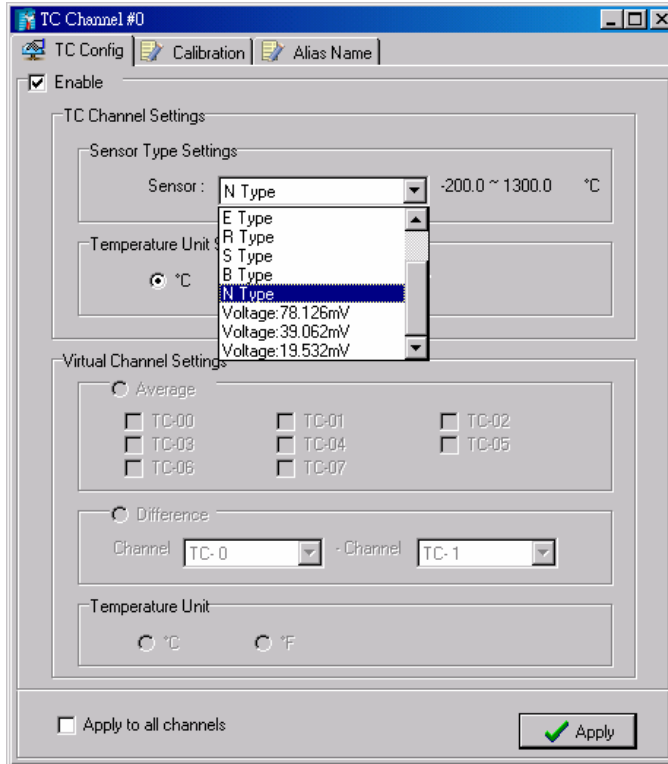 TC Channel #0
TC Config Calibration Alias Name
Enable
TC Channel Settings
Sensor Type Settings
Sensor : N Type -200.0 ~ 1300.0 °C
E Type
R Type
S Type
B Type
N Type
Voltage:78.126mV
Voltage:39.062mV
Voltage:19.532mV
Temperature Unit S
°C
Virtual Channel Settings
Average
TC-00 TC-01 TC-02
TC-03 TC-04 TC-05
TC-06 TC-07
Difference
Channel TC- 0 - Channel TC- 1
Temperature Unit
°C °F
Apply to all channels
Apply